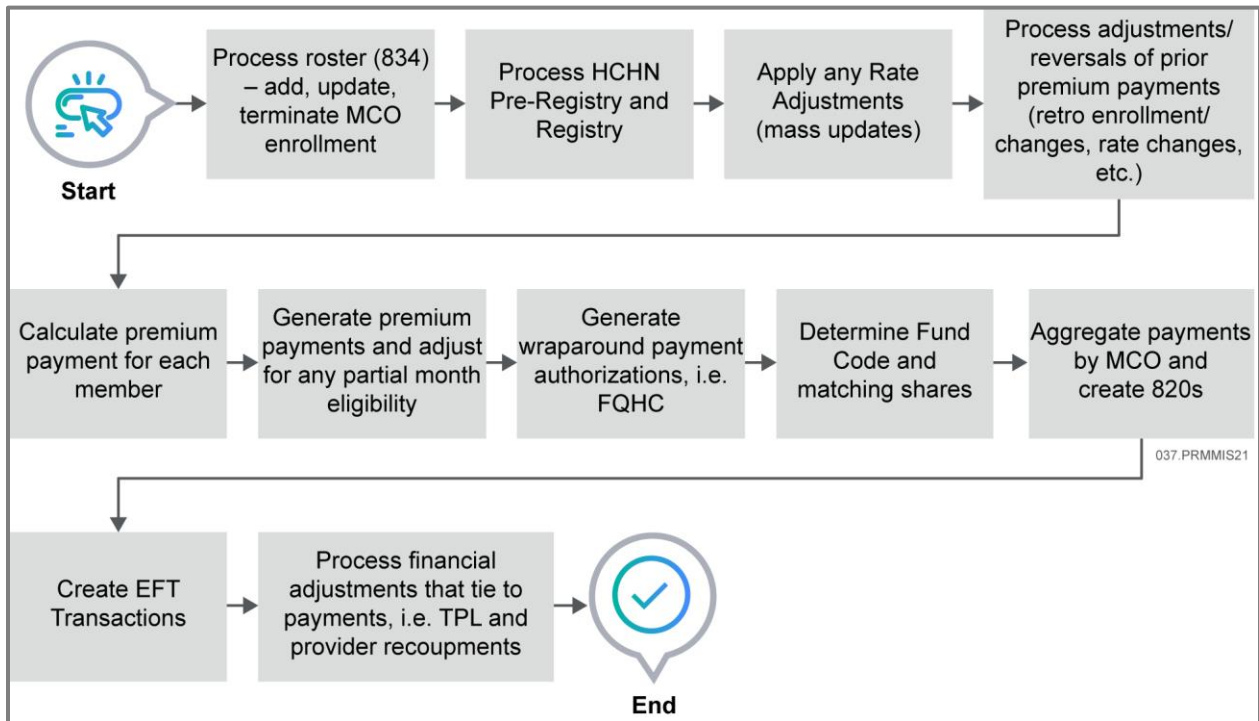 Start
Process roster (834)
– add, update,
terminate MCO
enrollment
Process HCHN
Pre-Registry and
Registry
Apply any Rate
Adjustments
(mass updates)
Process adjustments/
reversals of prior
premium payments
(retro enrollment/
changes, rate changes,
etc.)
Calculate premium
payment for each
member
Generate premium
payments and adjust
for any partial month
eligibility
Generate
wraparound payment
authorizations, i.e.
FQHC
Determine Fund
Code and
matching shares
Aggregate payments
by MCO and
create 820s
037.PRMMIS21
Create EFT
Transactions
Process financial
adjustments that tie to
payments, i.e. TPL and
provider recoupments
End